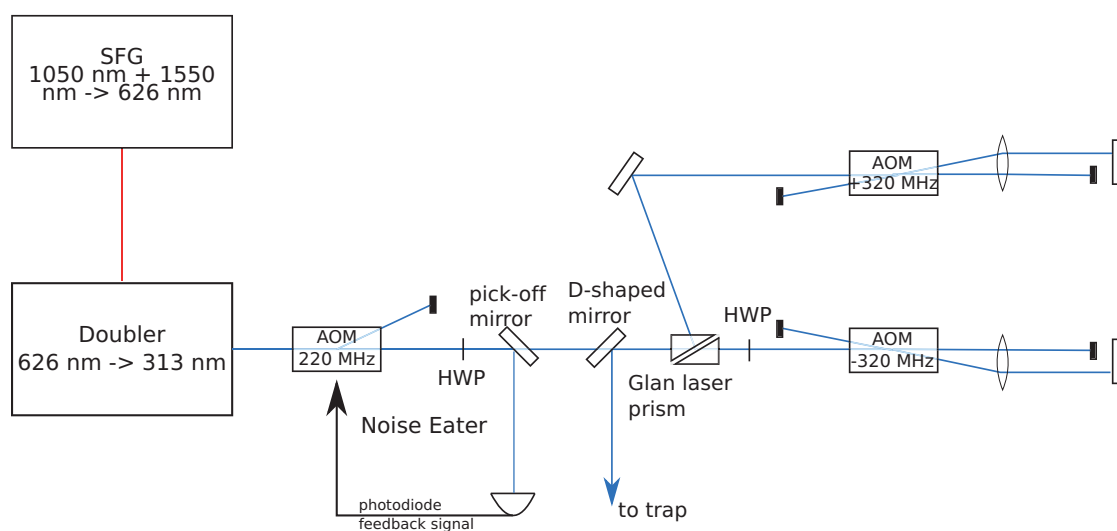 SFG
1050 nm + 1550
nm -> 626 nm
Doubler
626 nm -> 313 nm
AOM
220 MHz
HWP
pick-off
mirror
D-shaped
mirror
Glan laser
prism
HWP
AOM
+320 MHz
AOM
-320 MHz
Noise Eater
photodiode
feedback signal
to trap